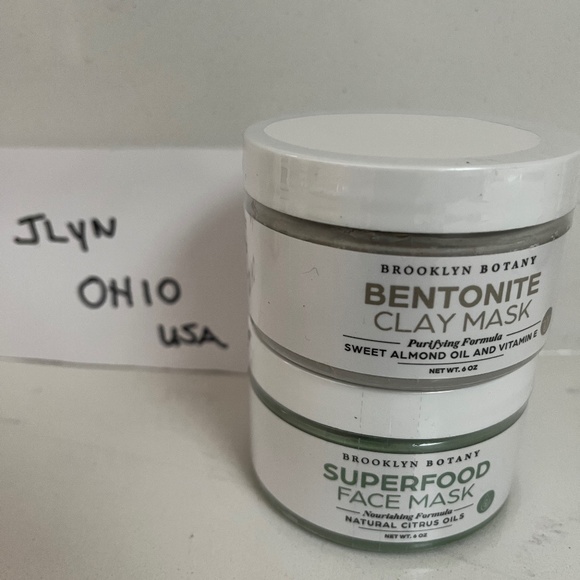 JLYN
OHIO
USA
BROOKLYN BOTANY
BENTONITE
CLAY MASK
Purifying Formula
SWEET ALMOND OIL AND VITAMIN E
NET WT. 6 OZ
BROOKLYN BOTANY
SUPERFOOD
FACE MASK
Nourishing Formula
NATURAL CITRUS OILS
NET WT. 6 OZ